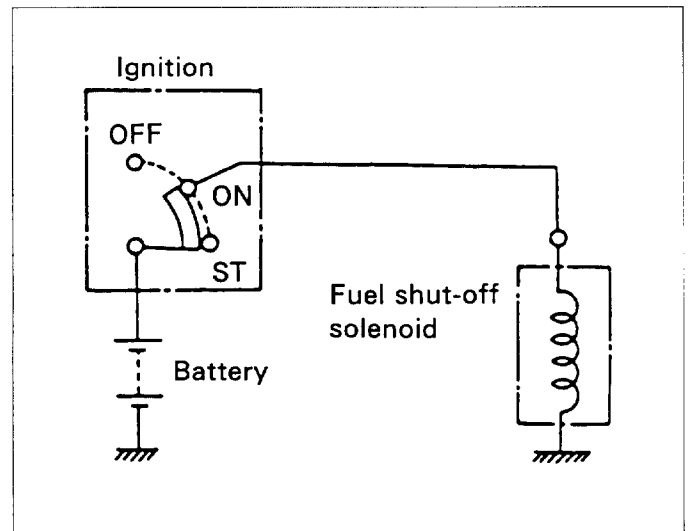 Ignition
OFF
ON
ST
Fuel shut-off
solenoid
Battery